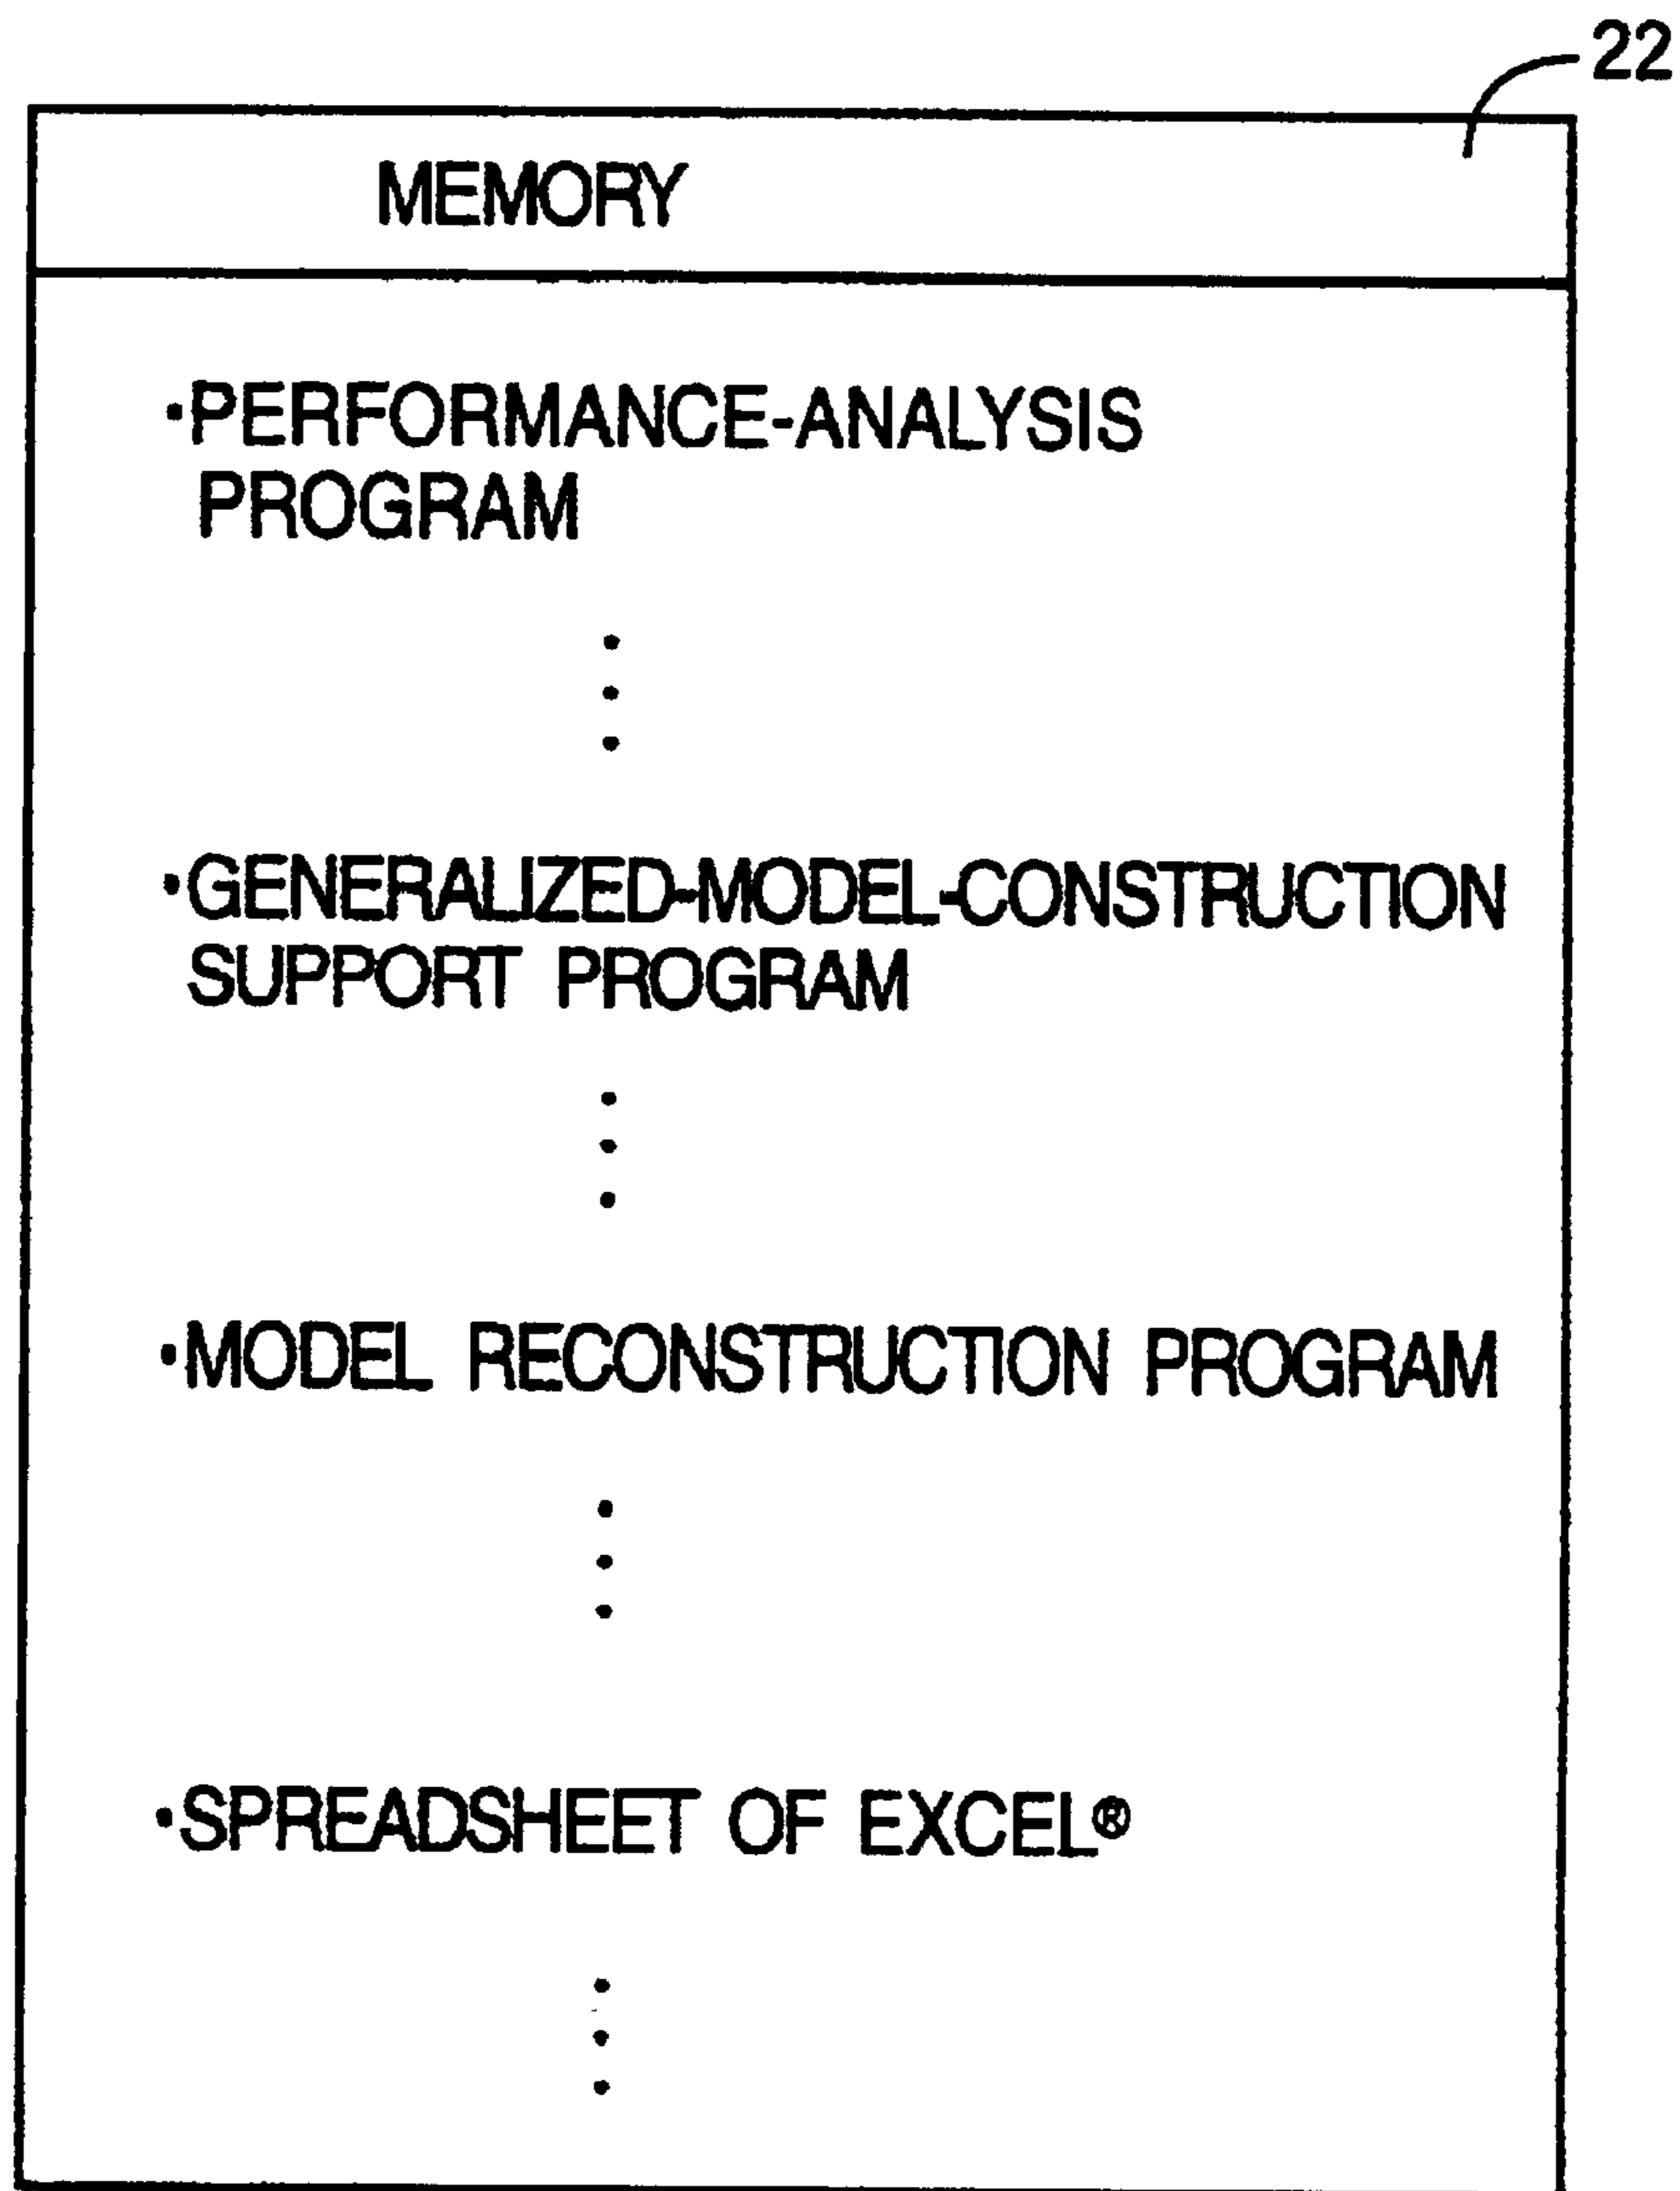 22
MEMORY
·PERFORMANCE-ANALYSIS
PROGRAM
·GENERALIZED-MODEL-CONSTRUCTION
SUPPORT PROGRAM
·MODEL RECONSTRUCTION PROGRAM
·SPREADSHEET OF EXCEL®